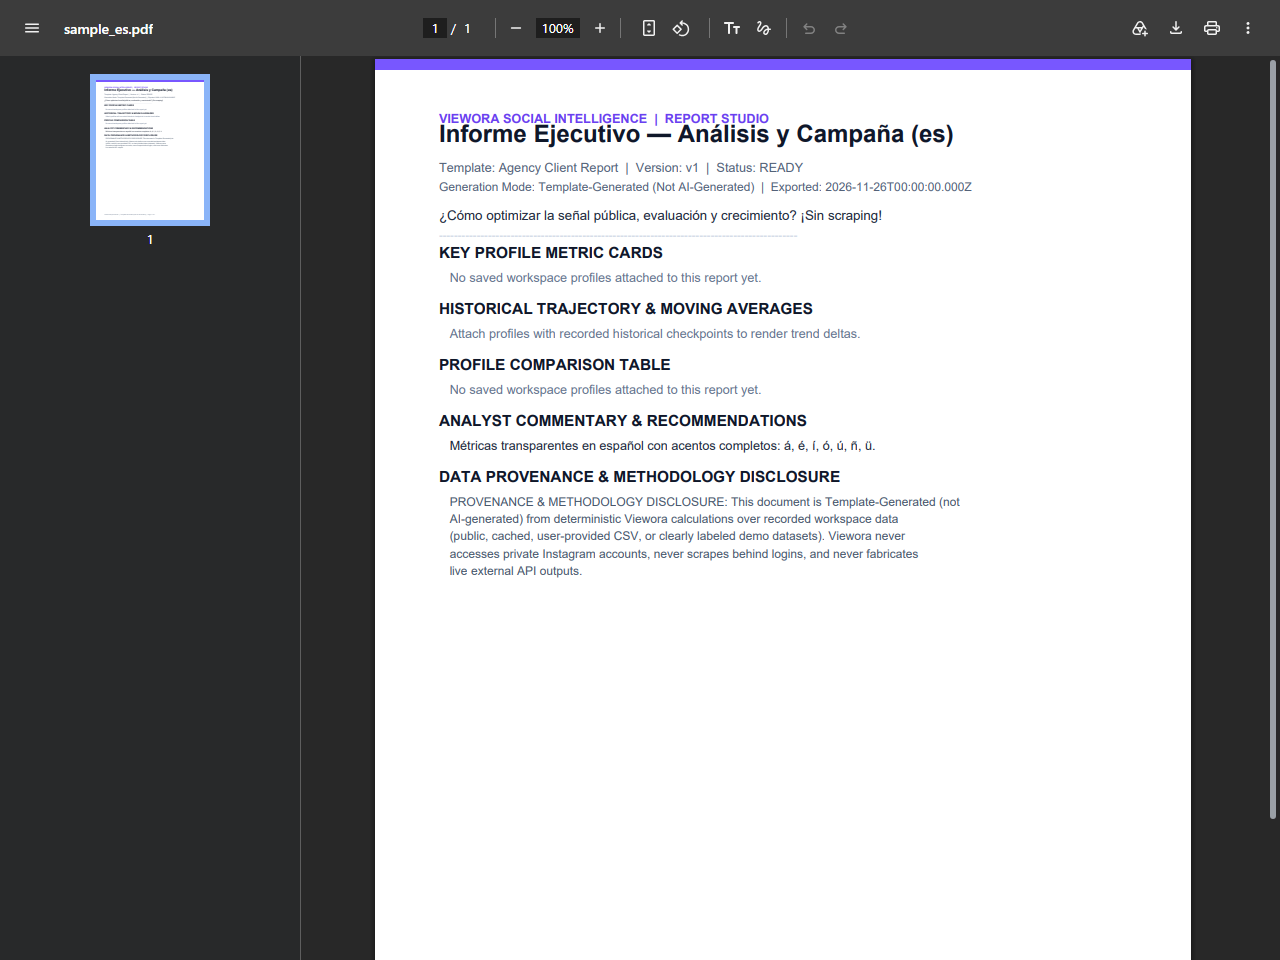 sample_es.pdf
1 / 1
100%
1
VIEWORA SOCIAL INTELLIGENCE | REPORT STUDIO
Informe Ejecutivo — Análisis y Campaña (es)
Template: Agency Client Report | Version: v1 | Status: READY
Generation Mode: Template-Generated (Not AI-Generated) | Exported: 2026-11-26T00:00:00.000Z
¿Cómo optimizar la señal pública, evaluación y crecimiento? ¡Sin scraping!
KEY PROFILE METRIC CARDS
No saved workspace profiles attached to this report yet.
HISTORICAL TRAJECTORY & MOVING AVERAGES
Attach profiles with recorded historical checkpoints to render trend deltas.
PROFILE COMPARISON TABLE
No saved workspace profiles attached to this report yet.
ANALYST COMMENTARY & RECOMMENDATIONS
Métricas transparentes en español con acentos completos: á, é, í, ó, ú, ñ, ü.
DATA PROVENANCE & METHODOLOGY DISCLOSURE
PROVENANCE & METHODOLOGY DISCLOSURE: This document is Template-Generated (not
AI-generated) from deterministic Viewora calculations over recorded workspace data
(public, cached, user-provided CSV, or clearly labeled demo datasets). Viewora never
accesses private Instagram accounts, never scrapes behind logins, and never fabricates
live external API outputs.